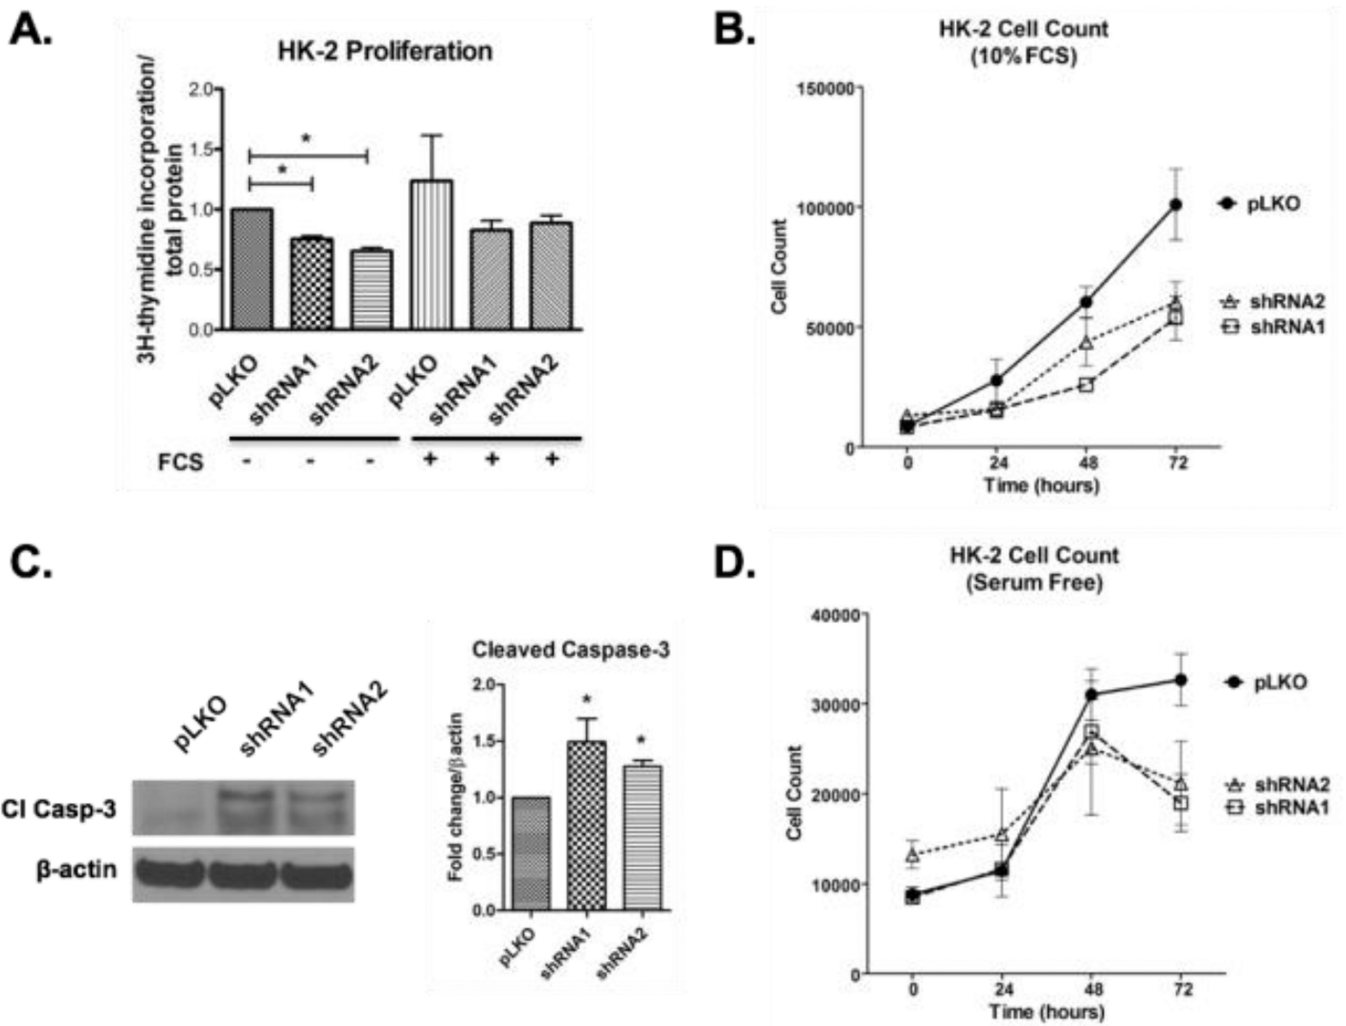 A.
HK-2 Proliferation
3H-thymidine incorporation/
total protein
2.0
1.5
1.0
0.5
0.0
*
*
pLKO
shRNA1
shRNA2
pLKO
shRNA1
shRNA2
FCS - - - + + +
B.
HK-2 Cell Count
(10% FCS)
Cell Count
150000
100000
50000
0
0 24 48 72
Time (hours)
pLKO
shRNA2
shRNA1
C.
pLKO
shRNA1
shRNA2
Cl Casp-3
β-actin
Cleaved Caspase-3
Fold change/βactin
2.0
1.5
1.0
0.5
0.0
*
*
pLKO
shRNA1
shRNA2
D.
HK-2 Cell Count
(Serum Free)
Cell Count
40000
30000
20000
10000
0
0 24 48 72
Time (hours)
pLKO
shRNA2
shRNA1